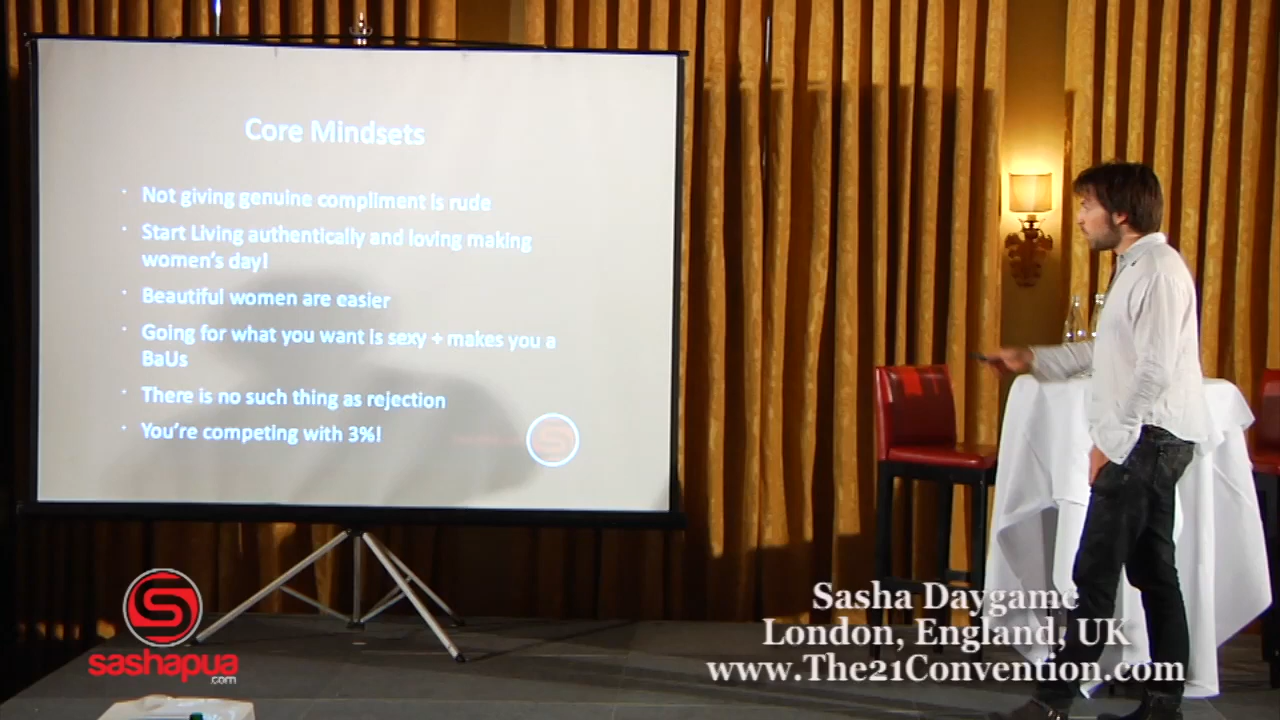 Core Mindsets
Not giving genuine compliment is rude
Start Living authentically and loving making
women's day!
Beautiful women are easier
Going for what you want is sexy + makes you a
BaUs
There is no such thing as rejection
You're competing with 3%!
S
S
sashapua
.com
Sasha Daygame
London, England, UK
www.The21Convention.com